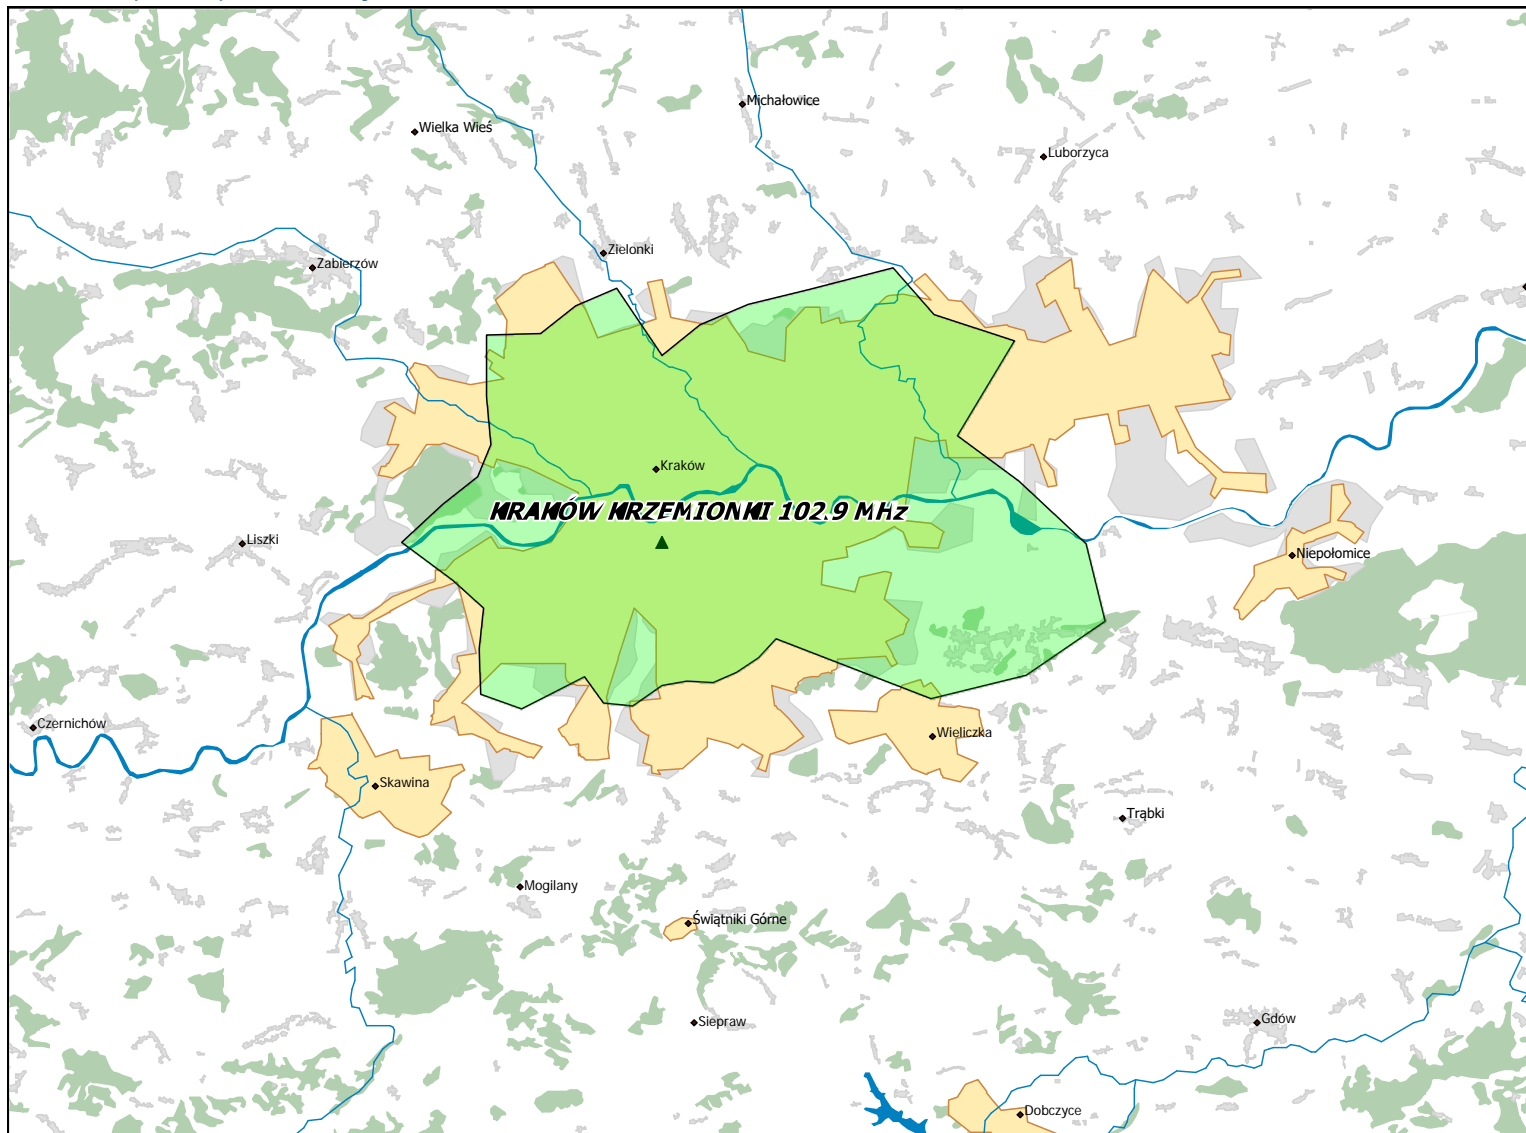 Michałowice
Wielka Wieś
Luborzyca
Zielonki
Zabierzów
Kraków
KRAKÓW KRZEMIONKI 102.9 MHz
Liszki
Niepołomice
Czernichów
Wieliczka
Skawina
Trąbki
Mogilany
Świątniki Górne
Siepraw
Gdów
Dobczyce